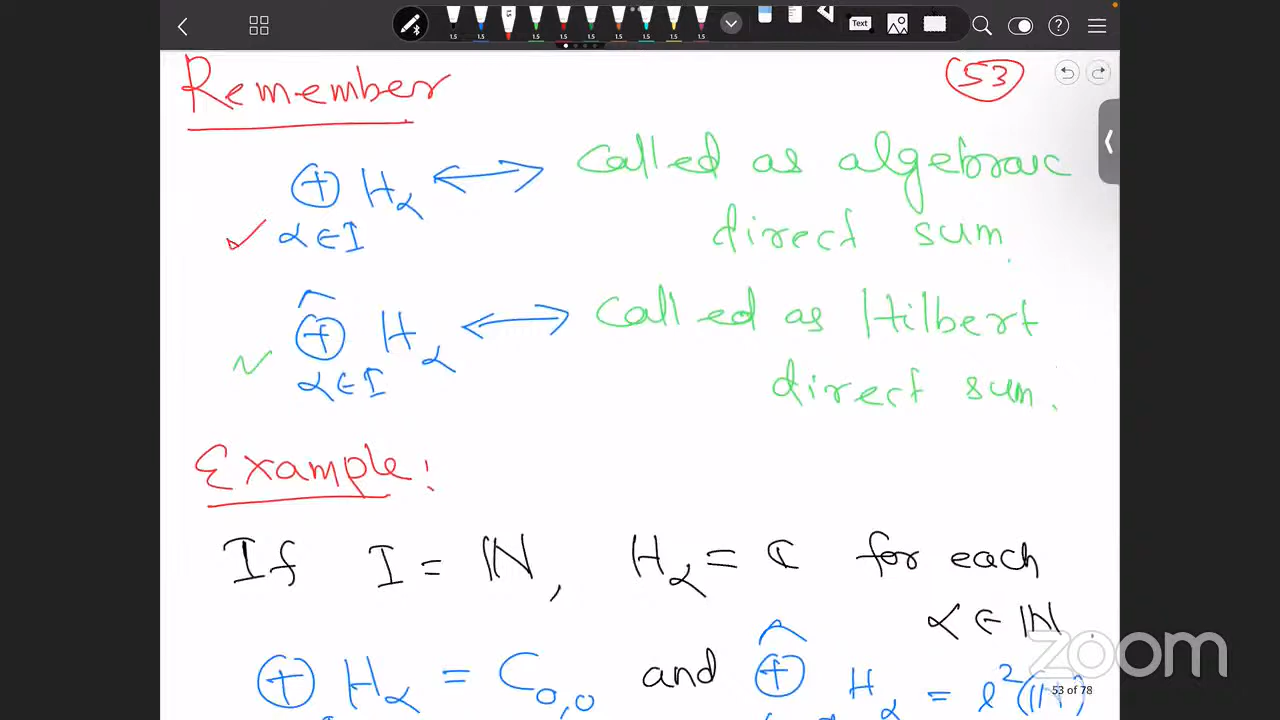 Text
Remember
53
⊕ H_α ⟷ called as algebraic
α ∈ I
direct sum.
⊕̂ H_α ⟷ called as Hilbert
α ∈ I
direct sum.
Example:
If I = ℕ, H_α = ℂ for each
α ∈ ℕ
⊕ H_α = C_{0,0} and ⊕̂ H_α = ℓ²(ℕ)
zoom
53 of 78